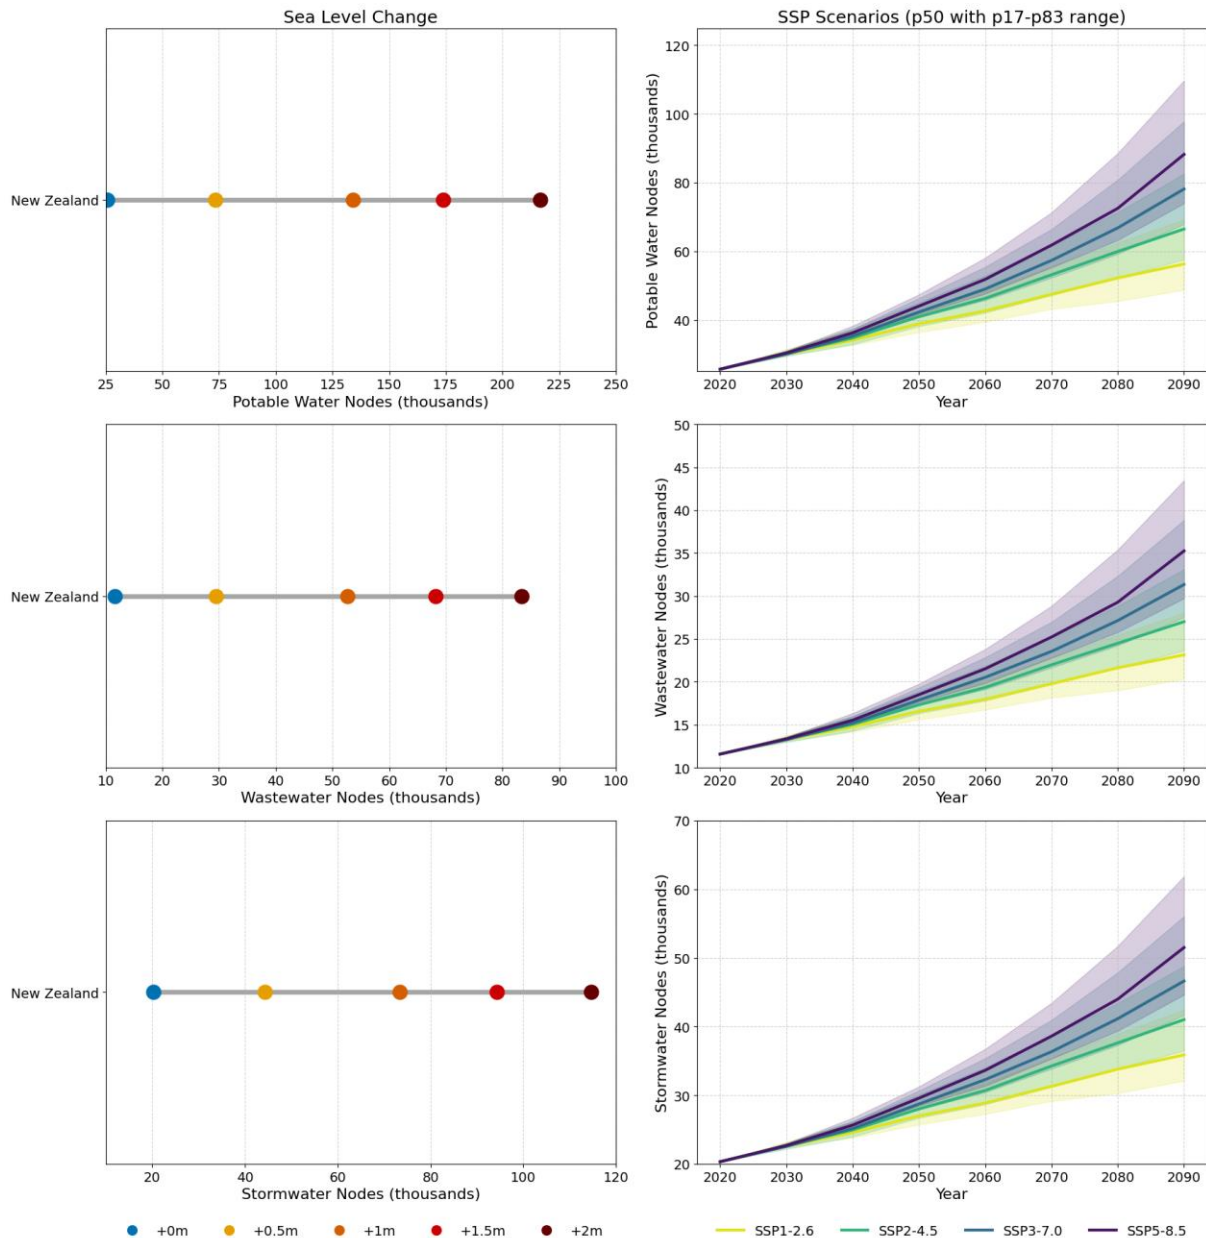 Sea Level Change
New Zealand
25 50 75 100 125 150 175 200 225 250
Potable Water Nodes (thousands)
SSP Scenarios (p50 with p17-p83 range)
Potable Water Nodes (thousands)
120
100
80
60
40
2020 2030 2040 2050 2060 2070 2080 2090
Year
New Zealand
10 20 30 40 50 60 70 80 90 100
Wastewater Nodes (thousands)
Wastewater Nodes (thousands)
50
45
40
35
30
25
20
15
10
2020 2030 2040 2050 2060 2070 2080 2090
Year
New Zealand
20 40 60 80 100 120
Stormwater Nodes (thousands)
Stormwater Nodes (thousands)
70
60
50
40
30
20
2020 2030 2040 2050 2060 2070 2080 2090
Year
+0m +0.5m +1m +1.5m +2m
SSP1-2.6 SSP2-4.5 SSP3-7.0 SSP5-8.5